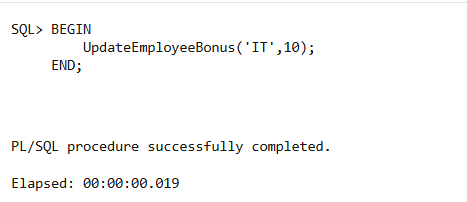 SQL> BEGIN
UpdateEmployeeBonus('IT',10);
END;
PL/SQL procedure successfully completed.
Elapsed: 00:00:00.019